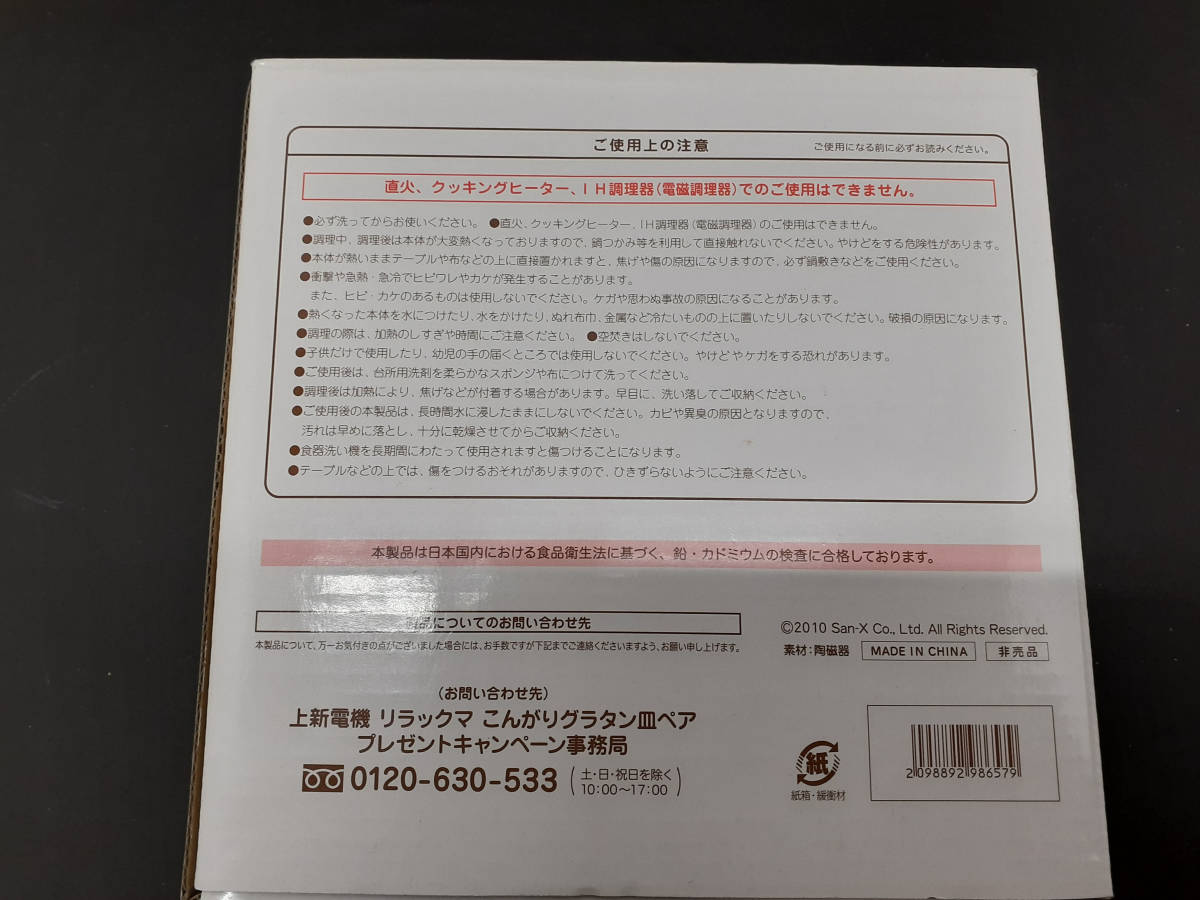 ご使用上の注意 ご使用になる前に必ずお読みください。
直火、クッキングヒーター、IH調理器(電磁調理器)でのご使用はできません。
●必ず洗ってからお使いください。 ●直火、クッキングヒーター、IH調理器(電磁調理器)のご使用はできません。
●調理中、調理後は本体が大変熱くなっておりますので、鍋つかみ等を利用して直接触れないでください。やけどをする危険性があります。
●本体が熱いままテーブルや布などの上に直接置かれますと、焦げや傷の原因になりますので、必ず鍋敷きなどをご使用ください。
●衝撃や急熱・急冷でヒビワレやカケが発生することがあります。
また、ヒビ・カケのあるものは使用しないでください。ケガや思わぬ事故の原因になることがあります。
●熱くなった本体を水につけたり、水をかけたり、ぬれ布巾、金属など冷たいものの上に置いたりしないでください。破損の原因になります。
●調理の際は、加熱のしすぎや時間にご注意ください。 ●空焚きはしないでください。
●子供だけで使用したり、幼児の手の届くところでは使用しないでください。やけどやケガをする恐れがあります。
●ご使用後は、台所用洗剤を柔らかなスポンジや布につけて洗ってください。
●調理後は加熱により、焦げなどが付着する場合があります。早目に、洗い落してご収納ください。
●ご使用後の本製品は、長時間水に浸したままにしないでください。カビや異臭の原因となりますので、
汚れは早めに落とし、十分に乾燥させてからご収納ください。
●食器洗い機を長期間にわたって使用されますと傷つけることになります。
●テーブルなどの上では、傷をつけるおそれがありますので、ひきずらないようにご注意ください。
本製品は日本国内における食品衛生法に基づく、鉛・カドミウムの検査に合格しております。
製品についてのお問い合わせ先
本製品について、万一お気付きの点がございました場合には、お手数ですが下記までご連絡くださいますよう、お願い申し上げます。
©2010 San-X Co., Ltd. All Rights Reserved.
素材:陶磁器 MADE IN CHINA 非売品
(お問い合わせ先)
上新電機 リラックマ こんがりグラタン皿ペア
プレゼントキャンペーン事務局
0120-630-533 (土・日・祝日を除く 10:00〜17:00)
紙
紙箱・緩衝材
2098892986579